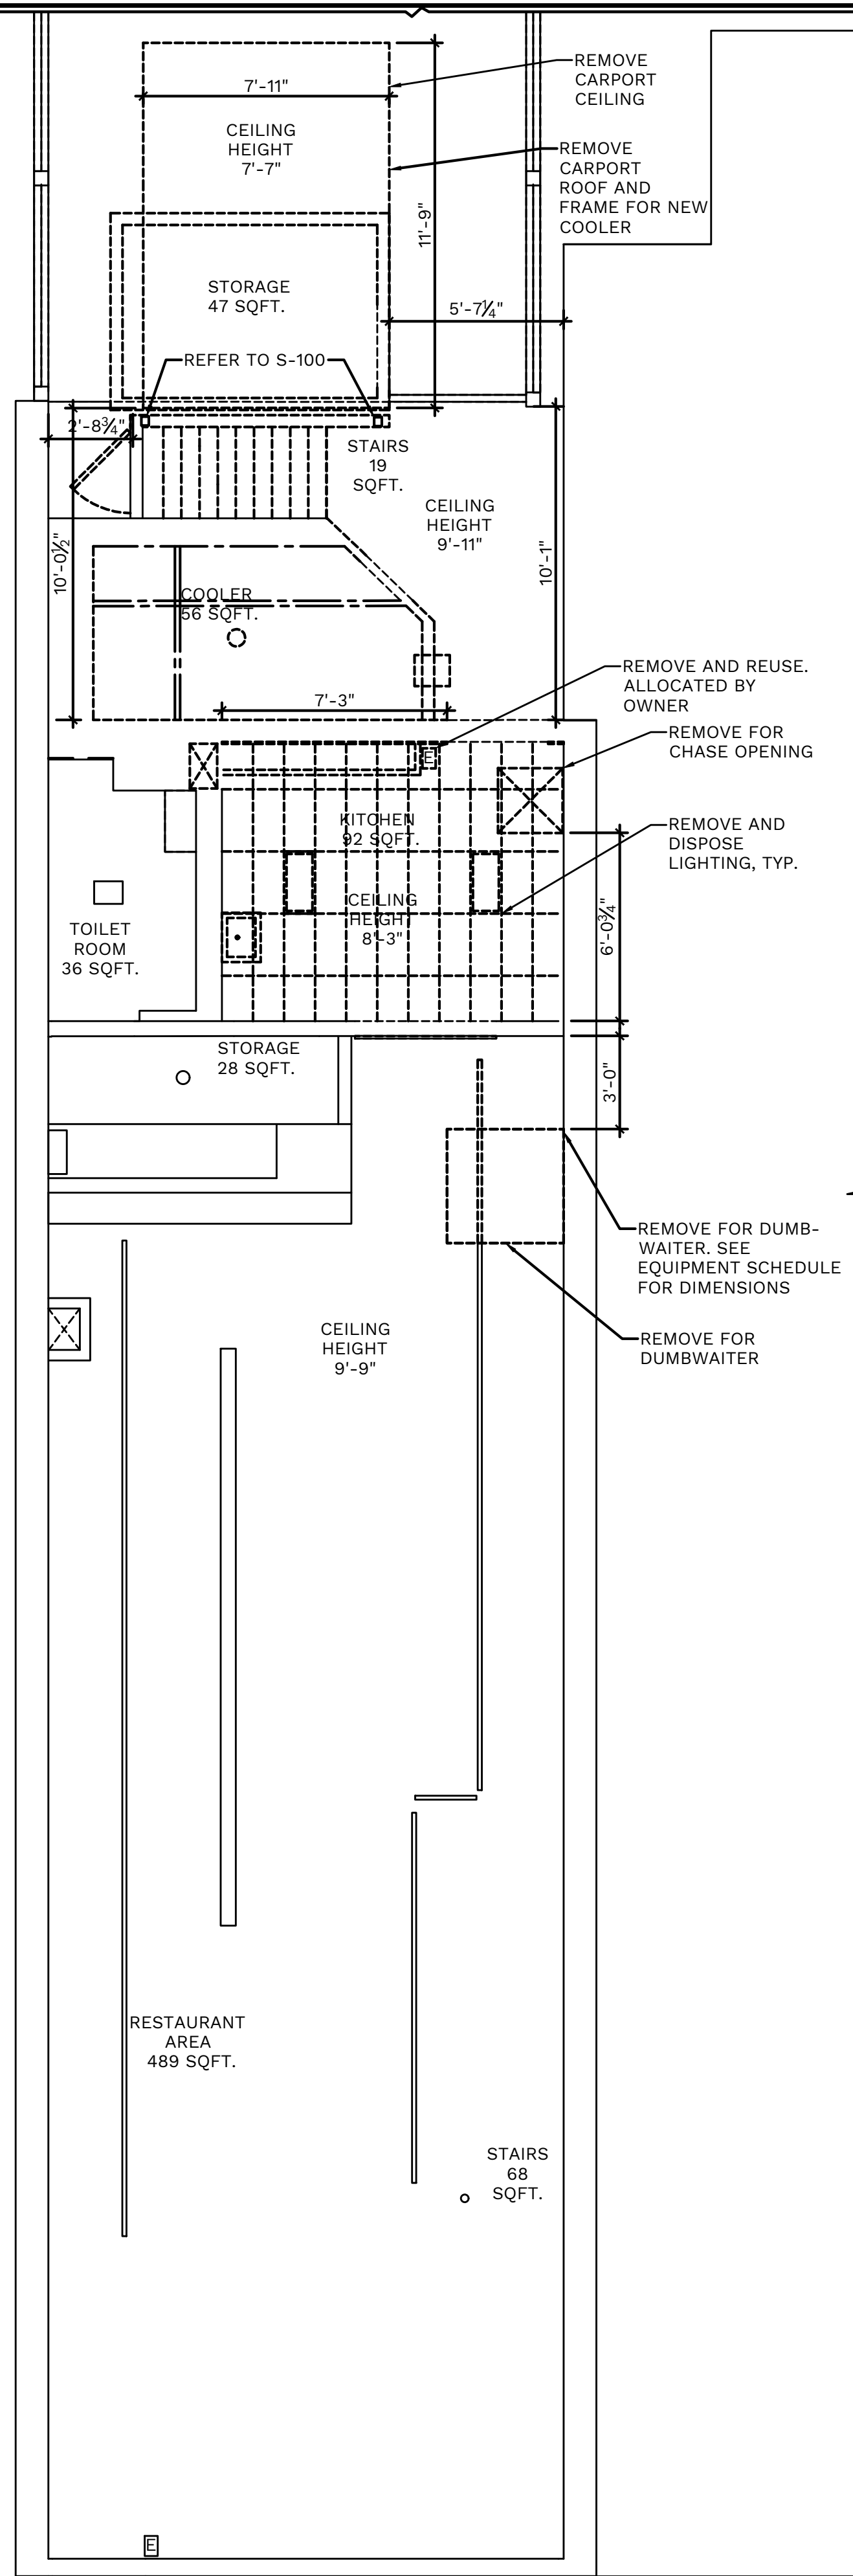 REMOVE
CARPORT
CEILING
7'-11"
CEILING
HEIGHT
7'-7"
REMOVE
CARPORT
ROOF AND
FRAME FOR NEW
COOLER
11'-9"
STORAGE
47 SQFT.
5'-7¼"
REFER TO S-100
2'-8¾"
STAIRS
19
SQFT.
CEILING
HEIGHT
9'-11"
10'-0½"
10'-1"
COOLER
56 SQFT.
REMOVE AND REUSE.
ALLOCATED BY
OWNER
7'-3"
REMOVE FOR
CHASE OPENING
E
KITCHEN
92 SQFT.
REMOVE AND
DISPOSE
LIGHTING, TYP.
CEILING
HEIGHT
8'-3"
6'-0¾"
TOILET
ROOM
36 SQFT.
STORAGE
28 SQFT.
3'-0"
REMOVE FOR DUMB-
WAITER. SEE
EQUIPMENT SCHEDULE
FOR DIMENSIONS
CEILING
HEIGHT
9'-9"
REMOVE FOR
DUMBWAITER
RESTAURANT
AREA
489 SQFT.
STAIRS
68
SQFT.
E